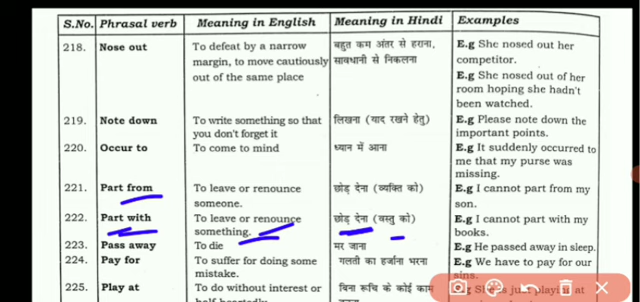 S.No. Phrasal verb Meaning in English Meaning in Hindi Examples
218. Nose out To defeat by a narrow बहुत कम अंतर से हराना, E.g She nosed out her
margin, to move cautiously सावधानी से निकलना competitor.
out of the same place E.g She nosed out of her
room hoping she hadn't
been watched.
219. Note down To write something so that लिखना (याद रखने हेतु) E.g Please note down the
you don't forget it important points.
220. Occur to To come to mind ध्यान में आना E.g It suddenly occurred to
me that my purse was
missing.
221. Part from To leave or renounce छोड़ देना (व्यक्ति को) E.g I cannot part from my
someone. son.
222. Part with To leave or renounce छोड़ देना (वस्तु को) E.g I cannot part with my
something. books.
223. Pass away To die मर जाना E.g He passed away in sleep.
224. Pay for To suffer for doing some गलती का हर्जाना भरना E.g We have to pay for our
mistake. sins.
225. Play at To do without interest or बिना रूचि के कोई काम just playing at
half heartedly